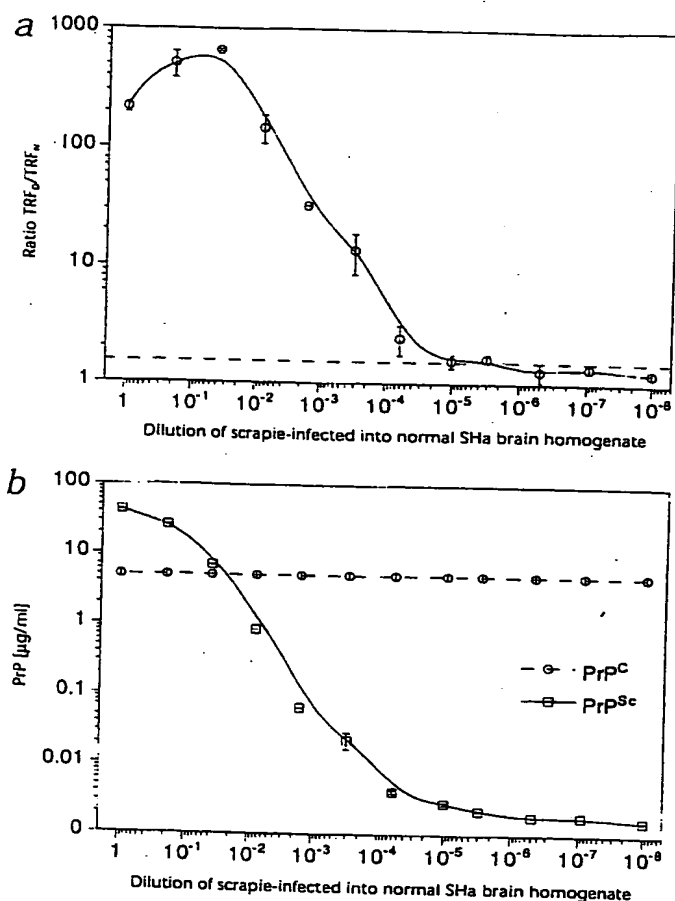 a
1000
100
10
1
Ratio TRF_D/TRF_N
1 10⁻¹ 10⁻² 10⁻³ 10⁻⁴ 10⁻⁵ 10⁻⁶ 10⁻⁷ 10⁻⁸
Dilution of scrapie-infected into normal SHa brain homogenate
b
100
10
1
0.1
0.01
0
PrP [µg/ml]
PrPᶜ
PrPˢᶜ
1 10⁻¹ 10⁻² 10⁻³ 10⁻⁴ 10⁻⁵ 10⁻⁶ 10⁻⁷ 10⁻⁸
Dilution of scrapie-infected into normal SHa brain homogenate